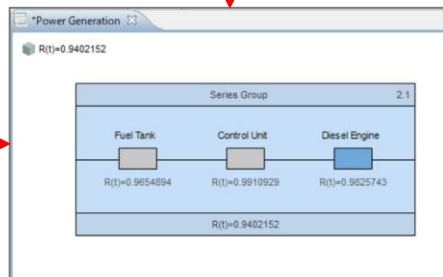 *Power Generation
R(t)=0.9402152
Series Group 2.1
Fuel Tank Control Unit Diesel Engine
R(t)=0.9654894 R(t)=0.9910929 R(t)=0.9825743
R(t)=0.9402152